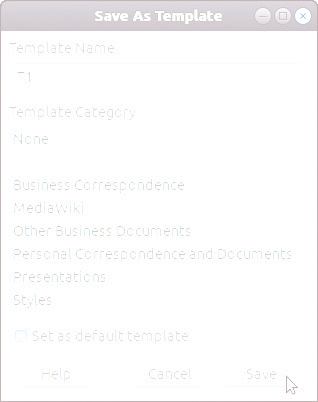 Save As Template
Template Name
T1
Template Category
None
Business Correspondence
MediaWiki
Other Business Documents
Personal Correspondence and Documents
Presentations
Styles
Set as default template
Help Cancel Save